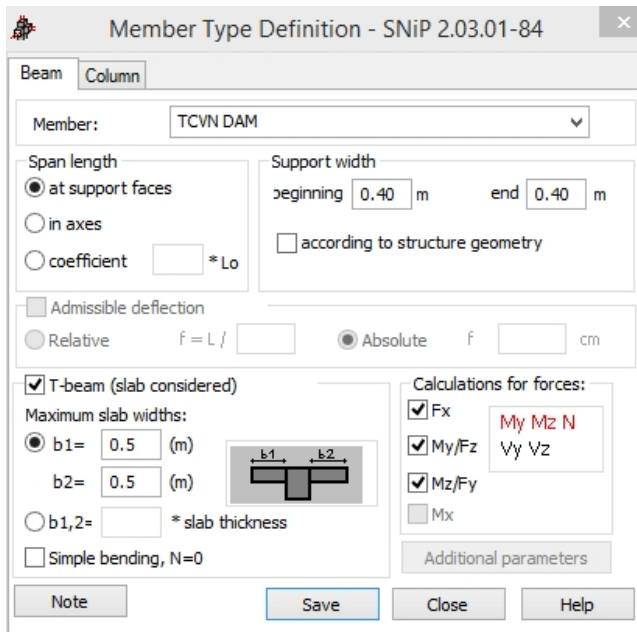 Member Type Definition - SNiP 2.03.01-84
Beam Column
Member: TCVN DAM
Span length
at support faces
in axes
coefficient * Lo
Support width
beginning 0.40 m end 0.40 m
according to structure geometry
Admissible deflection
Relative f = L / Absolute f cm
T-beam (slab considered)
Maximum slab widths:
b1= 0.5 (m)
b2= 0.5 (m)
b1 b2
b1,2= * slab thickness
Simple bending, N=0
Calculations for forces:
Fx
My/Fz
Mz/Fy
Mx
My Mz N
Vy Vz
Additional parameters
Note Save Close Help